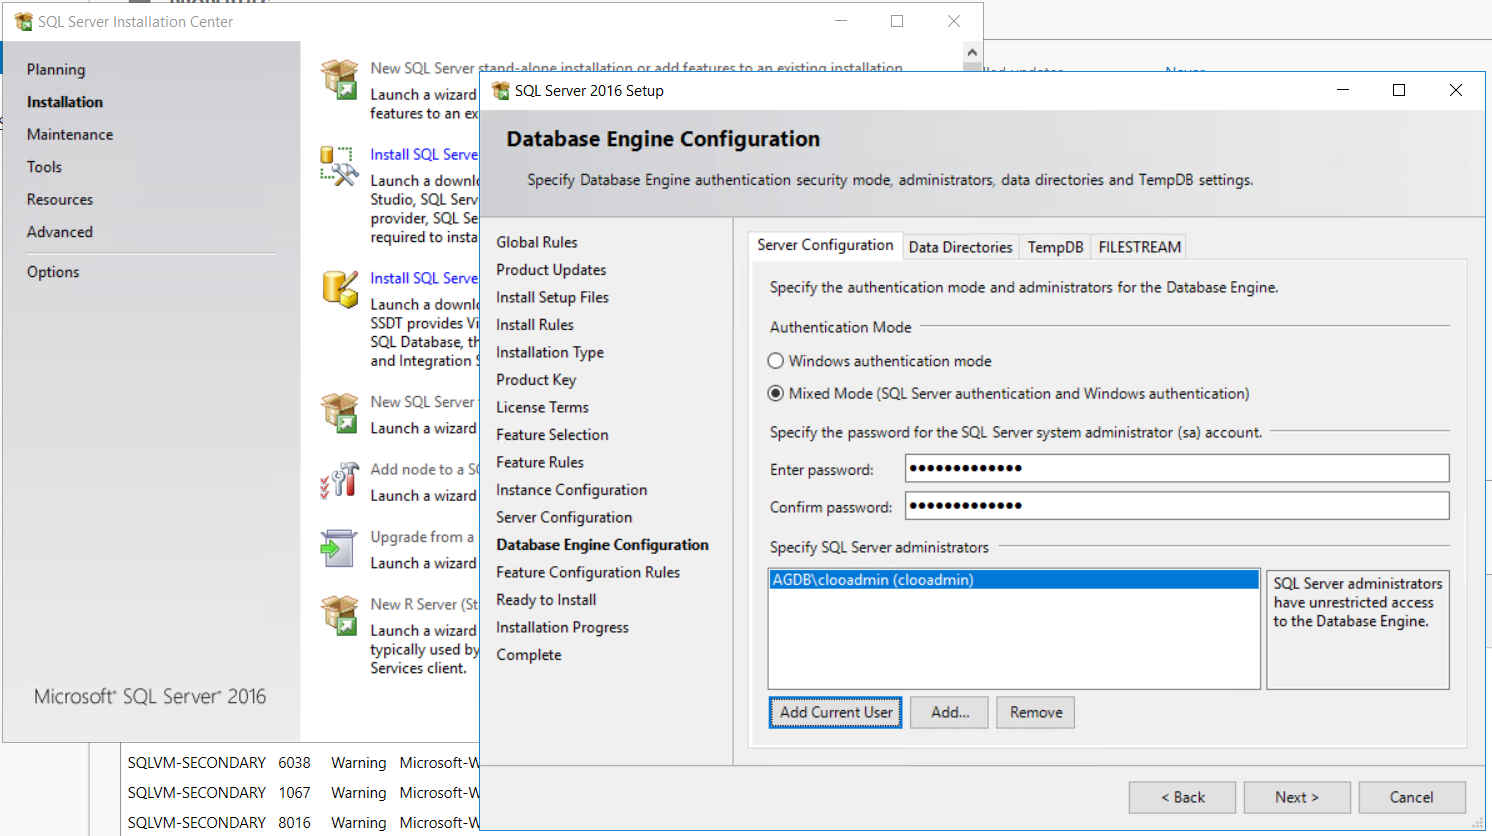 SQL Server Installation Center
Planning
Installation
Maintenance
Tools
Resources
Advanced
Options
Microsoft® SQL Server® 2016
New SQL Server stand-alone installation or add features to an existing installation
Launch a wizard
features to an ex
Install SQL Serve
Launch a downl
Studio, SQL Serv
provider, SQL Se
required to insta
Install SQL Serve
Launch a downl
SSDT provides Vi
SQL Database, th
and Integration S
New SQL Server
Launch a wizard
Add node to a SQ
Launch a wizard
Upgrade from a
Launch a wizard
New R Server (St
Launch a wizard
typically used by
Services client.
Never
SQL Server 2016 Setup
Database Engine Configuration
Specify Database Engine authentication security mode, administrators, data directories and TempDB settings.
Global Rules
Product Updates
Install Setup Files
Install Rules
Installation Type
Product Key
License Terms
Feature Selection
Feature Rules
Instance Configuration
Server Configuration
Database Engine Configuration
Feature Configuration Rules
Ready to Install
Installation Progress
Complete
Server Configuration Data Directories TempDB FILESTREAM
Specify the authentication mode and administrators for the Database Engine.
Authentication Mode
Windows authentication mode
Mixed Mode (SQL Server authentication and Windows authentication)
Specify the password for the SQL Server system administrator (sa) account.
Enter password: ●●●●●●●●●●●●●
Confirm password: ●●●●●●●●●●●●●
Specify SQL Server administrators
AGDB\clooadmin (clooadmin)
SQL Server administrators
have unrestricted access
to the Database Engine.
Add Current User Add... Remove
< Back Next > Cancel
SQLVM-SECONDARY 6038 Warning Microsoft-W
SQLVM-SECONDARY 1067 Warning Microsoft-W
SQLVM-SECONDARY 8016 Warning Microsoft-W